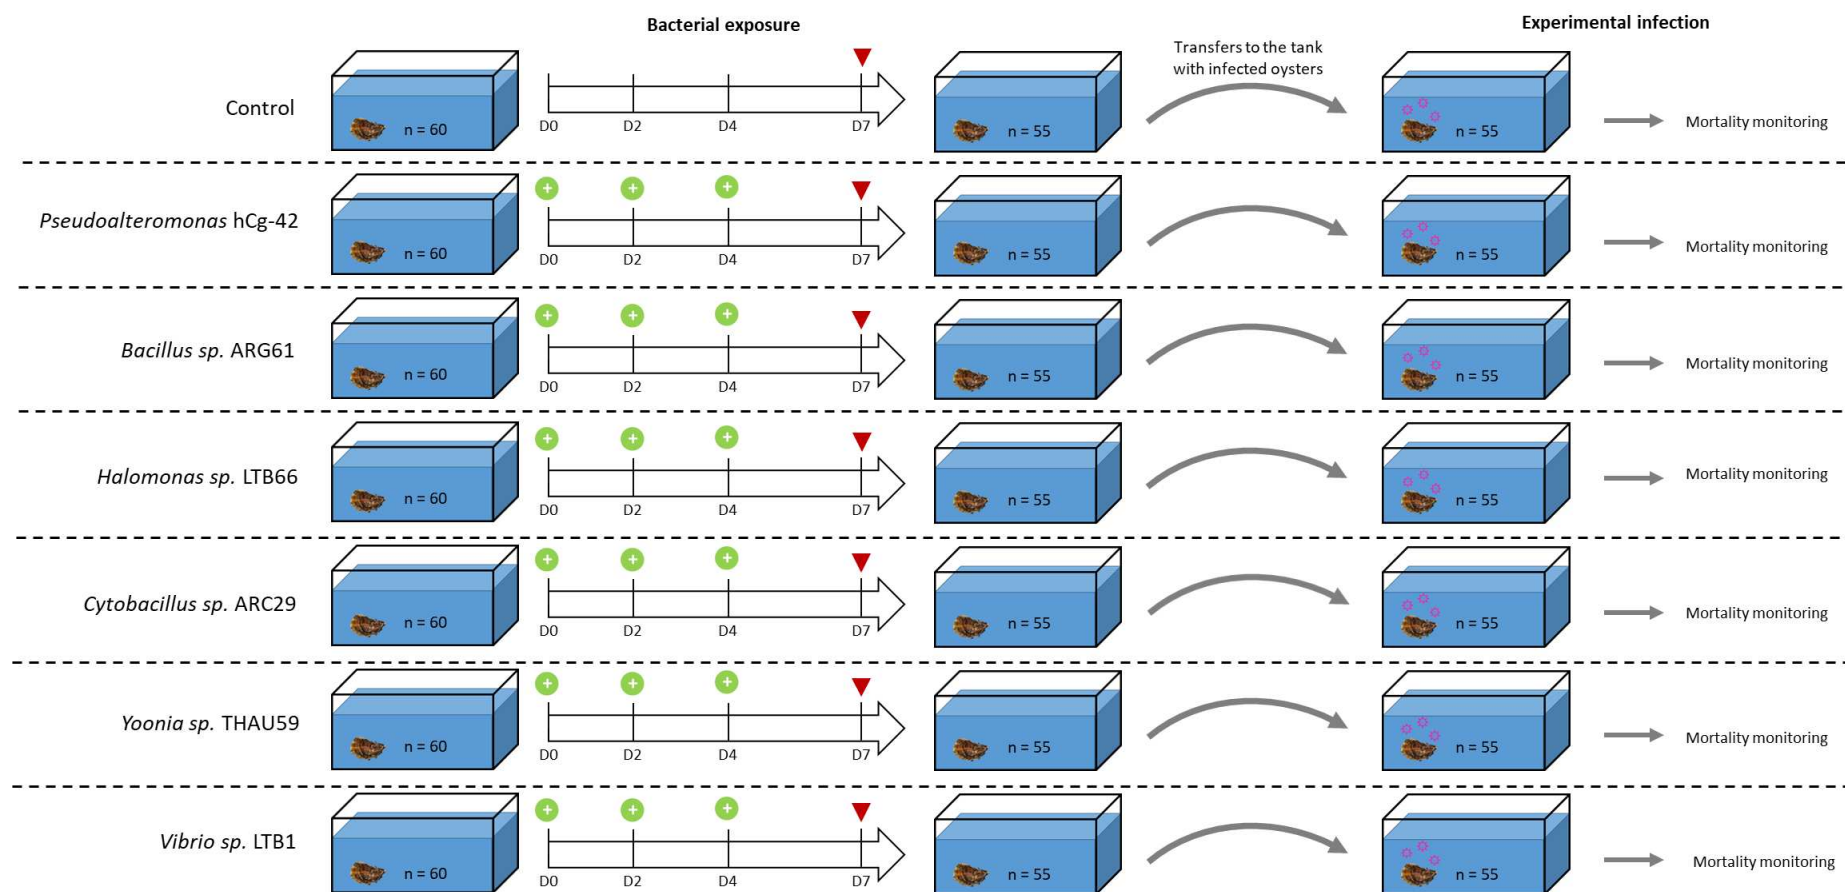 Bacterial exposure
Experimental infection
Transfers to the tank
with infected oysters
Control
n = 60
D0
D2
D4
D7
n = 55
n = 55
Mortality monitoring
Pseudoalteromonas hCg-42
+
+
+
n = 60
D0
D2
D4
D7
n = 55
n = 55
Mortality monitoring
Bacillus sp. ARG61
+
+
+
n = 60
D0
D2
D4
D7
n = 55
n = 55
Mortality monitoring
Halomonas sp. LTB66
+
+
+
n = 60
D0
D2
D4
D7
n = 55
n = 55
Mortality monitoring
Cytobacillus sp. ARC29
+
+
+
n = 60
D0
D2
D4
D7
n = 55
n = 55
Mortality monitoring
Yoonia sp. THAU59
+
+
+
n = 60
D0
D2
D4
D7
n = 55
n = 55
Mortality monitoring
Vibrio sp. LTB1
+
+
+
n = 60
D0
D2
D4
D7
n = 55
n = 55
Mortality monitoring